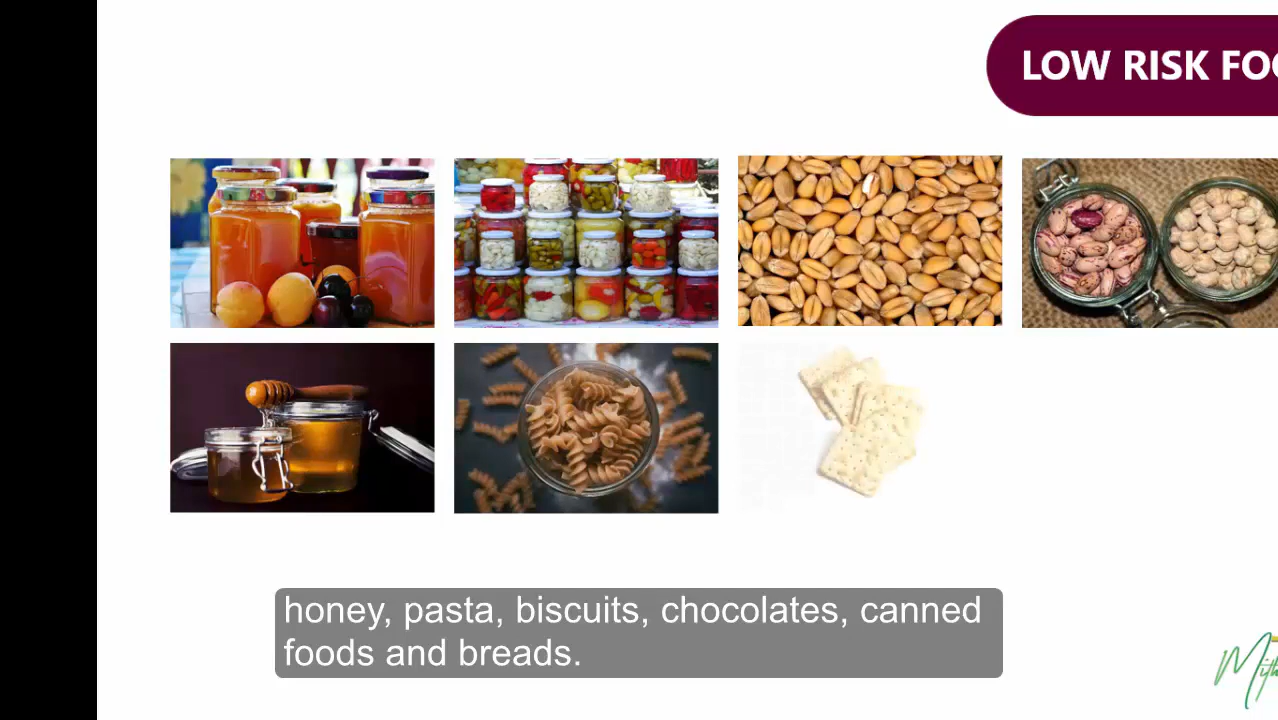 LOW RISK FOO
honey, pasta, biscuits, chocolates, canned
foods and breads.